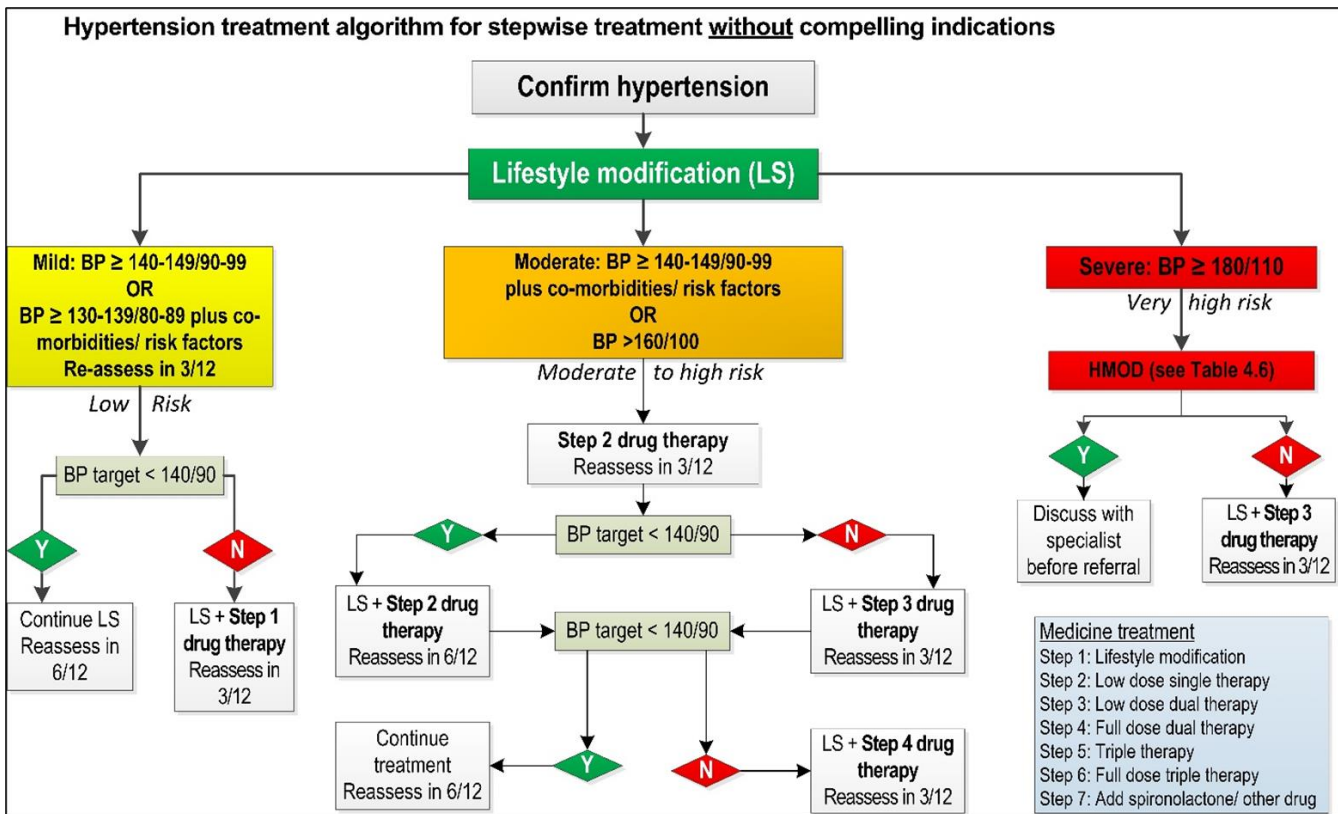 Hypertension treatment algorithm for stepwise treatment without compelling indications
Confirm hypertension
Lifestyle modification (LS)
Mild: BP ≥ 140-149/90-99
OR
BP ≥ 130-139/80-89 plus co-
morbidities/ risk factors
Re-assess in 3/12
Low Risk
BP target < 140/90
Y
N
Continue LS
Reassess in
6/12
LS + Step 1
drug therapy
Reassess in
3/12
Moderate: BP ≥ 140-149/90-99
plus co-morbidities/ risk factors
OR
BP >160/100
Moderate to high risk
Step 2 drug therapy
Reassess in 3/12
BP target < 140/90
Y
N
LS + Step 2 drug
therapy
Reassess in 6/12
BP target < 140/90
LS + Step 3 drug
therapy
Reassess in 3/12
Continue
treatment
Reassess in 6/12
Y
N
LS + Step 4 drug
therapy
Reassess in 3/12
Severe: BP ≥ 180/110
Very high risk
HMOD (see Table 4.6)
Y
N
Discuss with
specialist
before referral
LS + Step 3
drug therapy
Reassess in 3/12
Medicine treatment
Step 1: Lifestyle modification
Step 2: Low dose single therapy
Step 3: Low dose dual therapy
Step 4: Full dose dual therapy
Step 5: Triple therapy
Step 6: Full dose triple therapy
Step 7: Add spironolactone/ other drug